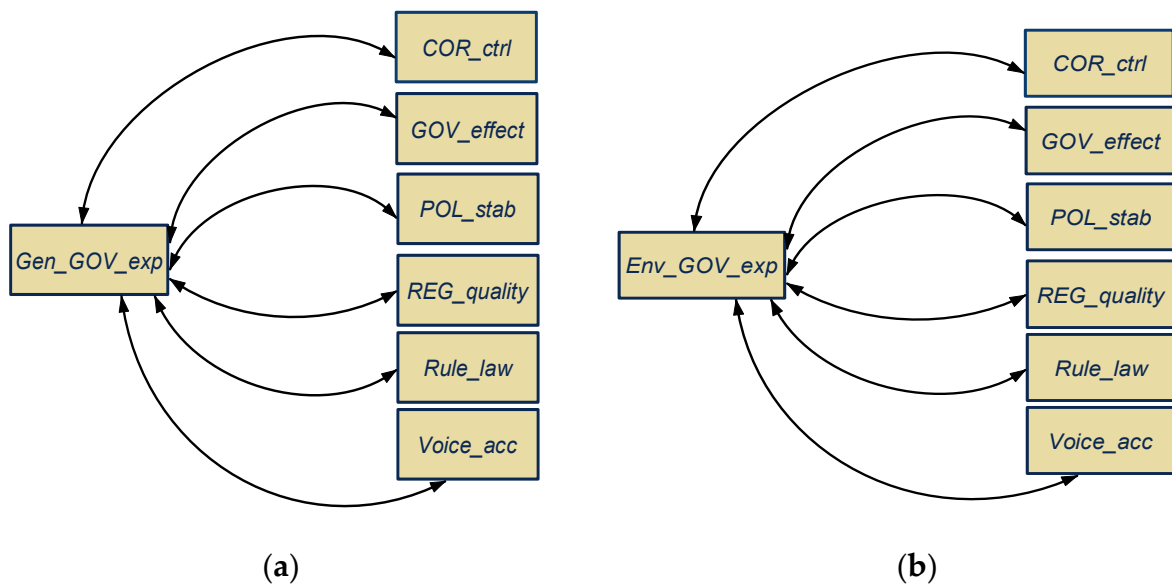 COR_ctrl
GOV_effect
POL_stab
Gen_GOV_exp
REG_quality
Rule_law
Voice_acc
(a)
COR_ctrl
GOV_effect
POL_stab
Env_GOV_exp
REG_quality
Rule_law
Voice_acc
(b)